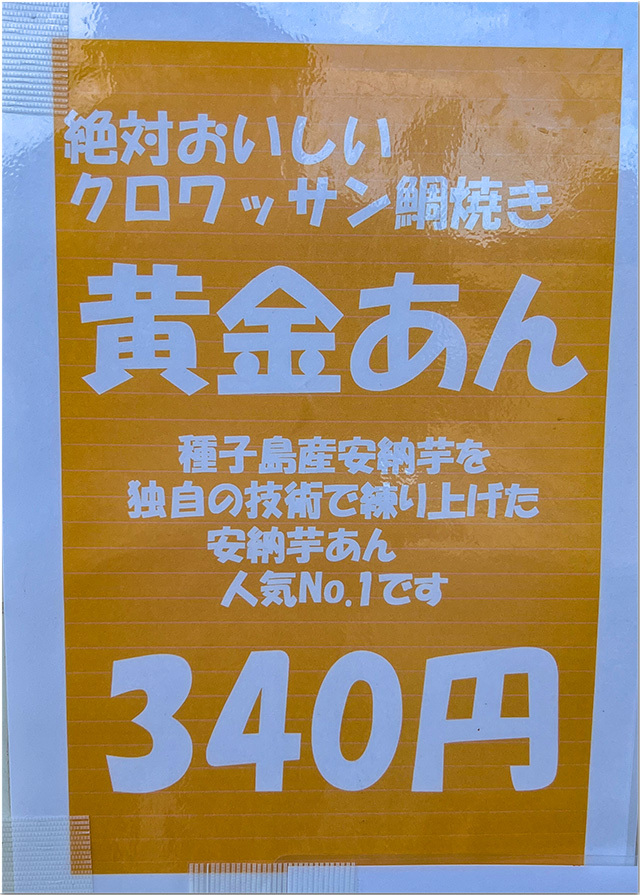 絶対おいしい
クロワッサン鯛焼き
黄金あん
種子島産安納芋を
独自の技術で練り上げた
安納芋あん
人気No.1です
340円